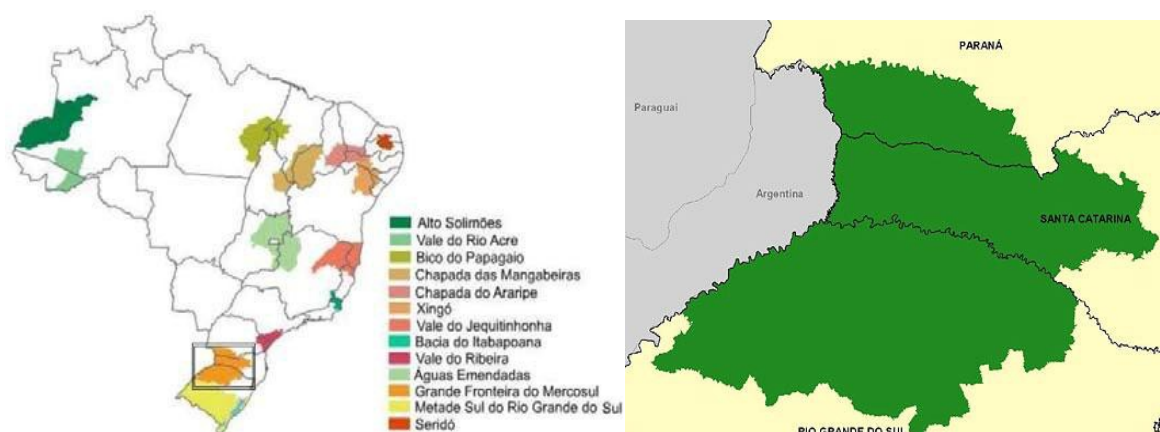 Alto Solimões
Vale do Rio Acre
Bico do Papagaio
Chapada das Mangabeiras
Chapada do Araripe
Xingó
Vale do Jequitinhonha
Bacia do Itabapoana
Vale do Ribeira
Águas Emendadas
Grande Fronteira do Mercosul
Metade Sul do Rio Grande do Sul
Seridó
PARANÁ
Paraguai
Argentina
SANTA CATARINA
RIO GRANDE DO SUL